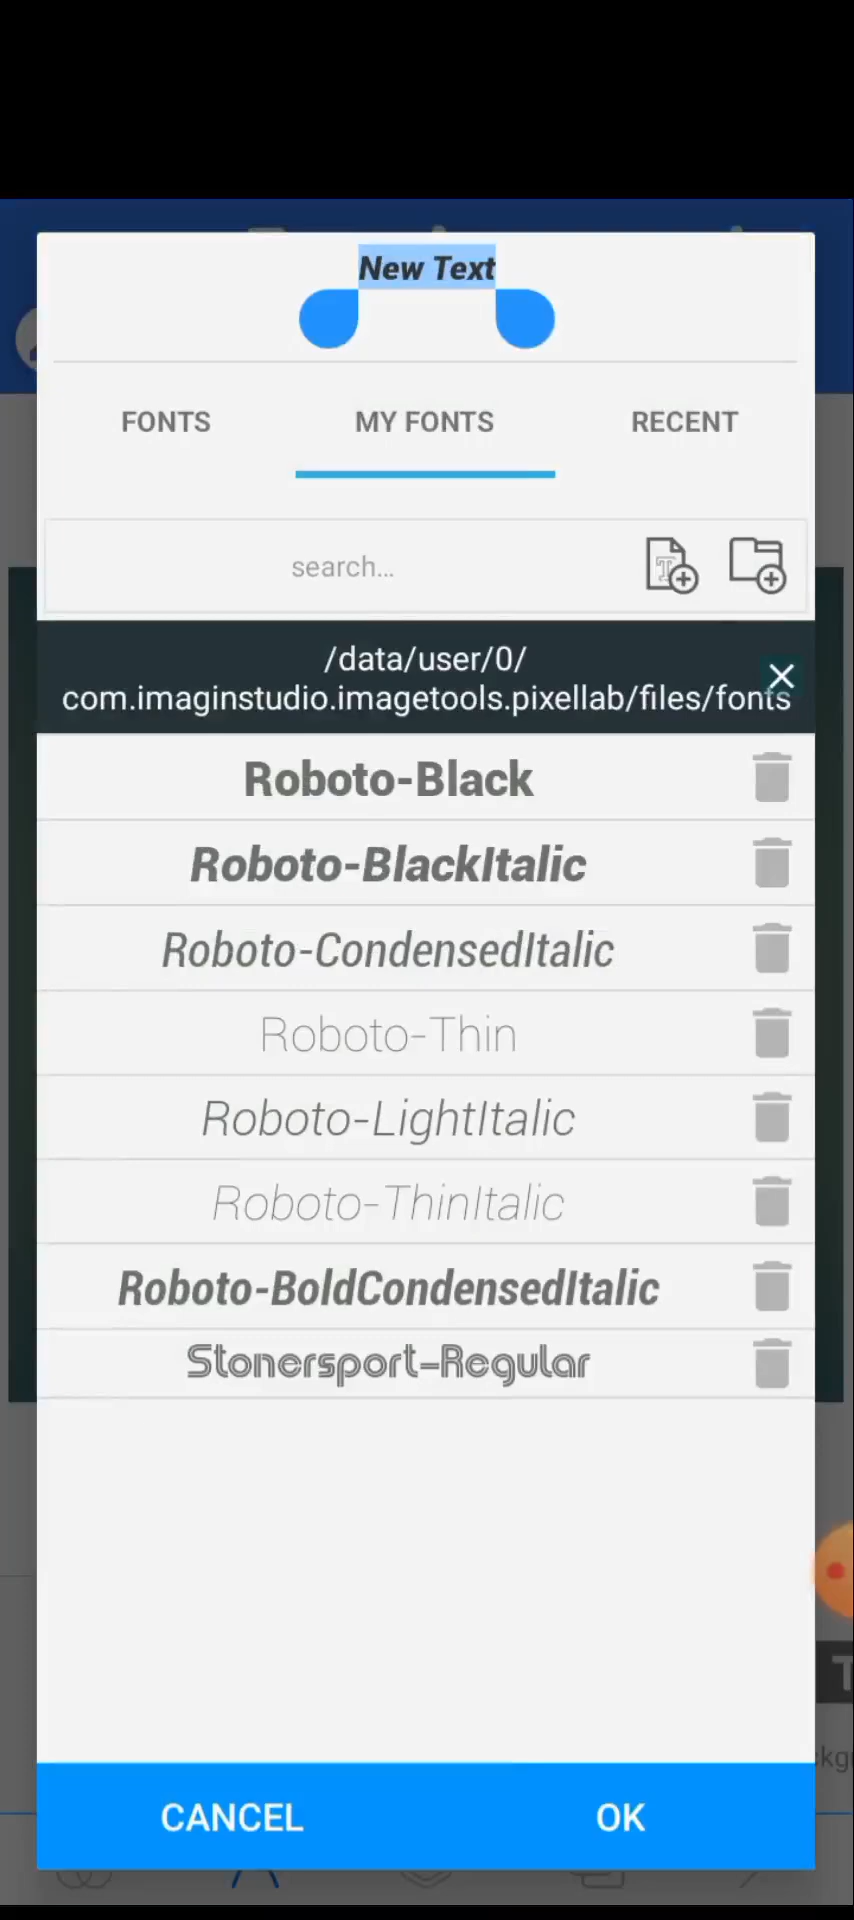 New Text
FONTS
MY FONTS
RECENT
search...
/data/user/0/
com.imaginstudio.imagetools.pixellab/files/fonts
Roboto-Black
Roboto-BlackItalic
Roboto-CondensedItalic
Roboto-Thin
Roboto-LightItalic
Roboto-ThinItalic
Roboto-BoldCondensedItalic
Stonersport-Regular
CANCEL
OK